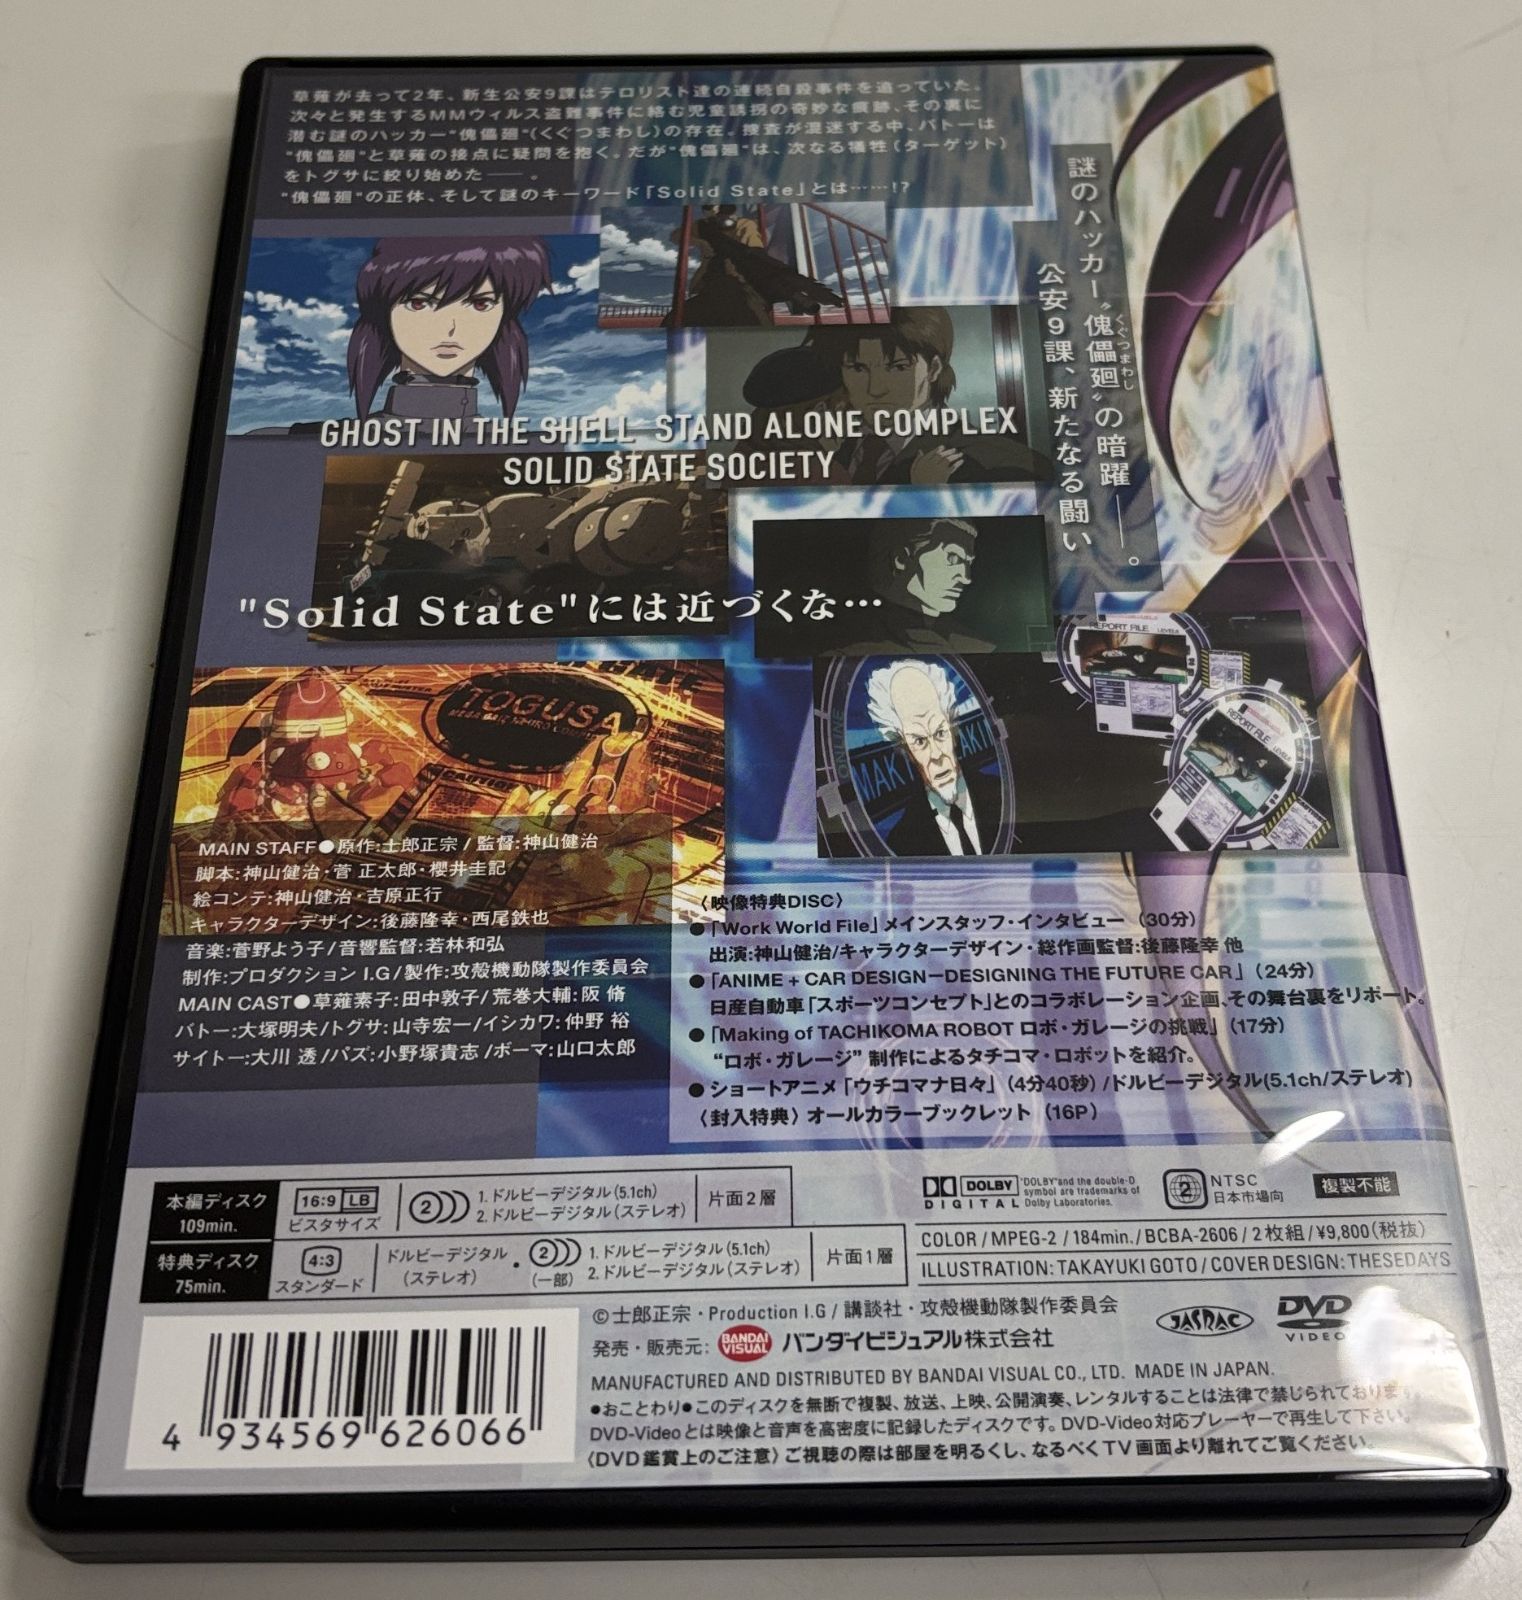 草薙が去って2年、新生公安9課はテロリスト達の連続自殺事件を追っていた。
次々と発生するMMウィルス盗難事件に絡む児童誘拐の奇妙な痕跡、その裏に
潜む謎のハッカー“傀儡廻”(くぐつまわし)の存在。捜査が混迷する中、バトーは
“傀儡廻”と草薙の接点に疑問を抱く。だが“傀儡廻”は、次なる犠牲(ターゲット)
をトグサに絞り始めた――。
“傀儡廻”の正体、そして謎のキーワード「Solid State」とは……!?
謎のハッカー“傀儡廻”の暗躍――。
くぐつまわし
公安9課、新たなる闘い
GHOST IN THE SHELL STAND ALONE COMPLEX
SOLID STATE SOCIETY
"Solid State"には近づくな…
TOGUSA
CAUTION
ONLINE
MAKI
AKIT
REPORT FILE
LEVEL:6
REPORT FILE
MAIN STAFF●原作:士郎正宗/監督:神山健治
脚本:神山健治・菅 正太郎・櫻井圭記
絵コンテ:神山健治・吉原正行
キャラクターデザイン:後藤隆幸・西尾鉄也
音楽:菅野よう子/音響監督:若林和弘
制作:プロダクション I.G/製作:攻殻機動隊製作委員会
MAIN CAST●草薙素子:田中敦子/荒巻大輔:阪 脩
バトー:大塚明夫/トグサ:山寺宏一/イシカワ:仲野 裕
サイトー:大川 透/パズ:小野塚貴志/ボーマ:山口太郎
〈映像特典DISC〉
●「Work World File」メインスタッフ・インタビュー(30分)
出演:神山健治/キャラクターデザイン・総作画監督:後藤隆幸 他
●「ANIME + CAR DESIGN−DESIGNING THE FUTURE CAR」(24分)
日産自動車「スポーツコンセプト」とのコラボレーション企画、その舞台裏をリポート。
●「Making of TACHIKOMA ROBOT ロボ・ガレージの挑戦」(17分)
“ロボ・ガレージ”制作によるタチコマ・ロボットを紹介。
●ショートアニメ「ウチコマナ日々」(4分40秒)/ドルビーデジタル(5.1ch/ステレオ)
〈封入特典〉オールカラーブックレット(16P)
本編ディスク
109min.
16:9 LB
ビスタサイズ
2
1.ドルビーデジタル(5.1ch)
2.ドルビーデジタル(ステレオ)
片面2層
特典ディスク
75min.
4:3
スタンダード
ドルビーデジタル
(ステレオ)
・
2
(一部)
1.ドルビーデジタル(5.1ch)
2.ドルビーデジタル(ステレオ)
片面1層
DOLBY
DIGITAL
"DOLBY"and the double-D
symbol are trademarks of
Dolby Laboratories.
2
NTSC
日本市場向
複製不能
COLOR/MPEG-2/184min./BCBA-2606/2枚組/¥9,800(税抜)
ILLUSTRATION:TAKAYUKI GOTO/COVER DESIGN:THESEDAYS
©士郎正宗・Production I.G/講談社・攻殻機動隊製作委員会
発売・販売元:
BANDAI
VISUAL
バンダイビジュアル株式会社
JASRAC
DVD
VIDEO
MANUFACTURED AND DISTRIBUTED BY BANDAI VISUAL CO., LTD. MADE IN JAPAN.
●おことわり●このディスクを無断で複製、放送、上映、公開演奏、レンタルすることは法律で禁じられております。
DVD-Videoとは映像と音声を高密度に記録したディスクです。DVD-Video対応プレーヤーで再生して下さい。
〈DVD鑑賞上のご注意〉ご視聴の際は部屋を明るくし、なるべくTV画面より離れてご覧ください。
4 934569 626066